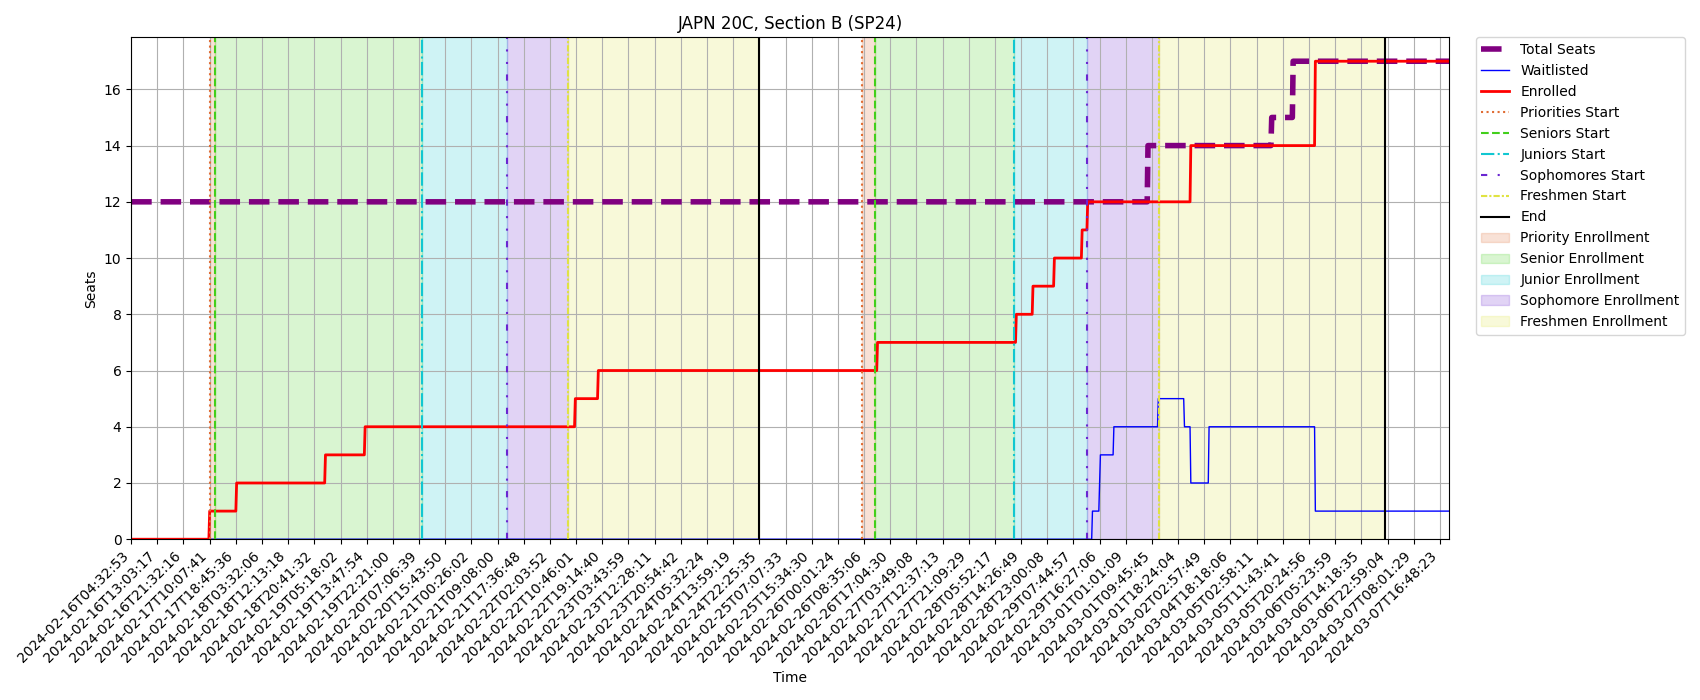 JAPN 20C, Section B (SP24)
Total Seats
Waitlisted
Enrolled
Priorities Start
Seniors Start
Juniors Start
Sophomores Start
Freshmen Start
End
Priority Enrollment
Senior Enrollment
Junior Enrollment
Sophomore Enrollment
Freshmen Enrollment
Seats
16
14
12
10
8
6
4
2
0
2024-02-16T04:32:53
2024-02-16T13:03:17
2024-02-16T21:32:16
2024-02-17T10:07:41
2024-02-17T18:45:36
2024-02-18T03:32:06
2024-02-18T12:13:19
2024-02-18T20:41:32
2024-02-19T05:18:02
2024-02-19T13:47:54
2024-02-19T22:21:00
2024-02-20T07:06:39
2024-02-20T15:43:50
2024-02-21T00:26:02
2024-02-21T09:08:00
2024-02-21T17:36:48
2024-02-22T02:03:52
2024-02-22T10:46:01
2024-02-22T19:14:40
2024-02-23T03:43:59
2024-02-23T12:28:11
2024-02-23T20:54:42
2024-02-24T05:32:24
2024-02-24T13:59:19
2024-02-24T22:25:35
2024-02-25T07:07:33
2024-02-25T15:34:30
2024-02-26T00:01:24
2024-02-26T08:35:06
2024-02-26T17:04:30
2024-02-27T03:49:08
2024-02-27T12:37:13
2024-02-27T21:09:29
2024-02-28T05:52:17
2024-02-28T14:26:49
2024-02-28T23:00:08
2024-02-29T07:44:57
2024-02-29T16:27:06
2024-03-01T01:01:09
2024-03-01T09:45:45
2024-03-01T18:24:04
2024-03-02T02:57:49
2024-03-04T18:18:06
2024-03-05T02:58:11
2024-03-05T11:43:41
2024-03-05T20:24:56
2024-03-06T05:23:59
2024-03-06T14:18:35
2024-03-06T22:59:04
2024-03-07T08:01:29
2024-03-07T16:48:23
Time